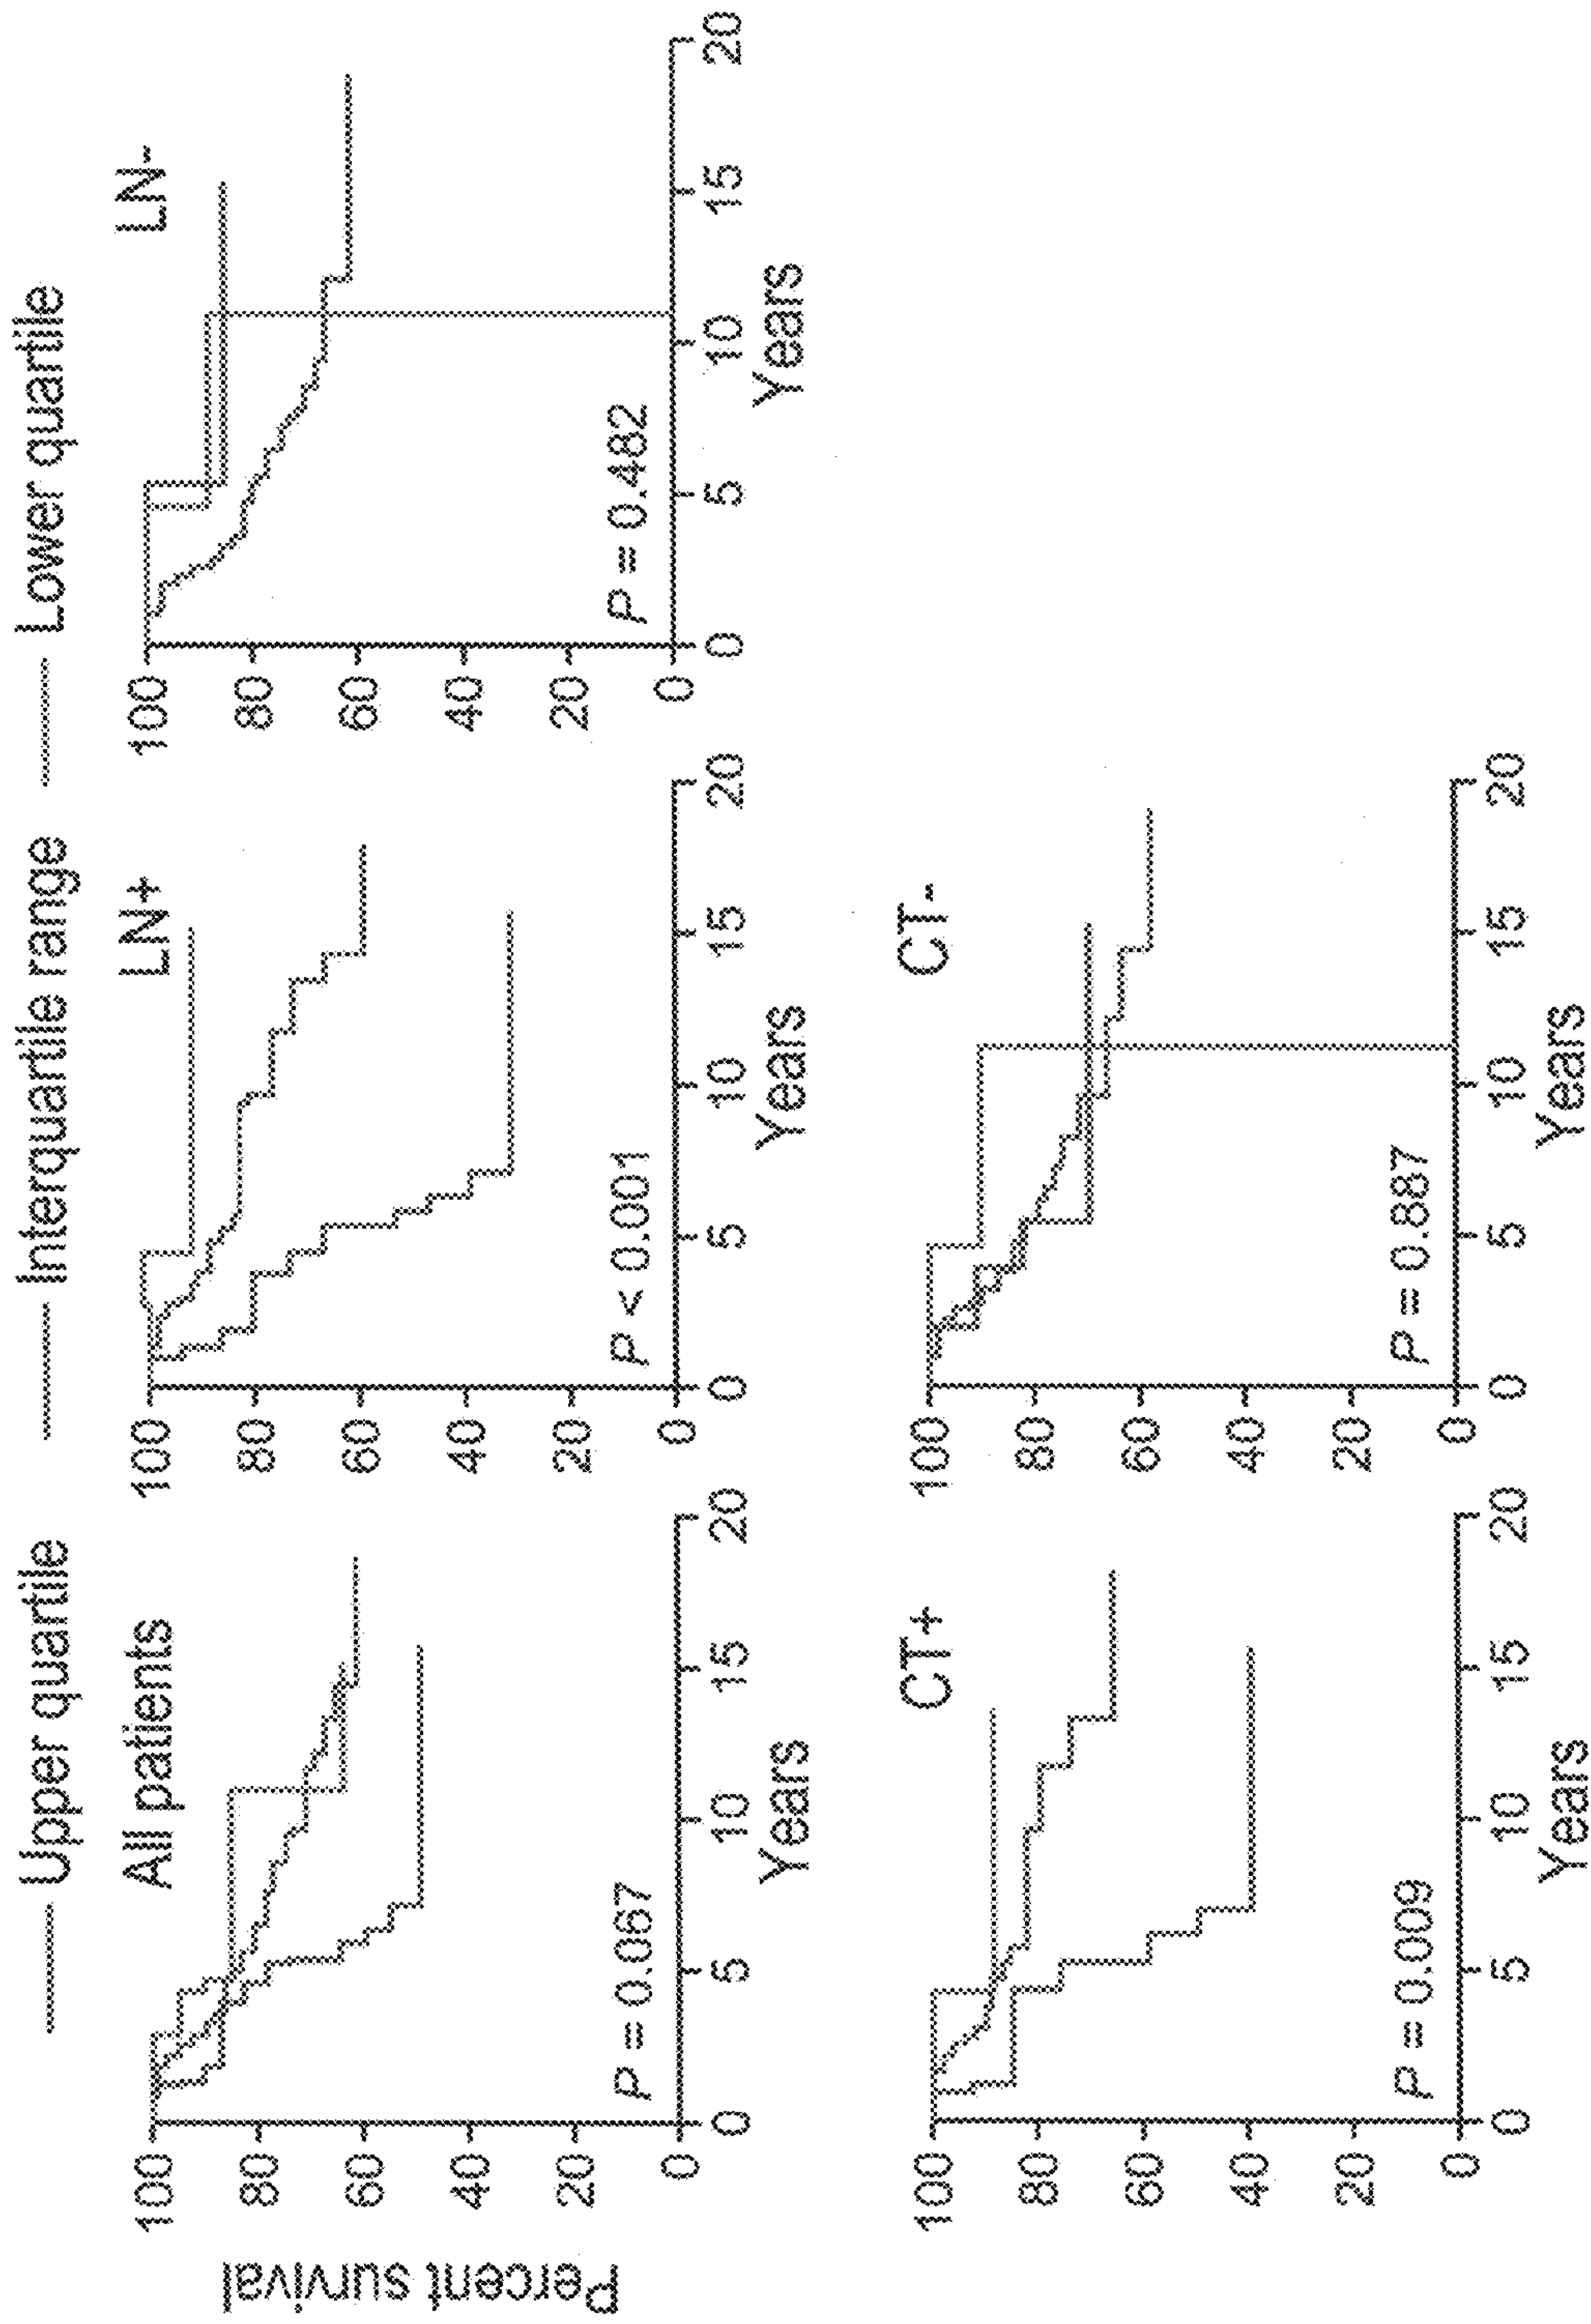 Upper quartile Interquartile range Lower quartile
All patients
Percent survival
100
80
60
40
20
0
P = 0.067
0 5 10 15 20
Years
LN+
100
80
60
40
20
0
P < 0.001
0 5 10 15 20
Years
LN-
100
80
60
40
20
0
P = 0.482
0 5 10 15 20
Years
CT+
100
80
60
40
20
0
P = 0.009
0 5 10 15 20
Years
CT-
100
80
60
40
20
0
P = 0.887
0 5 10 15 20
Years